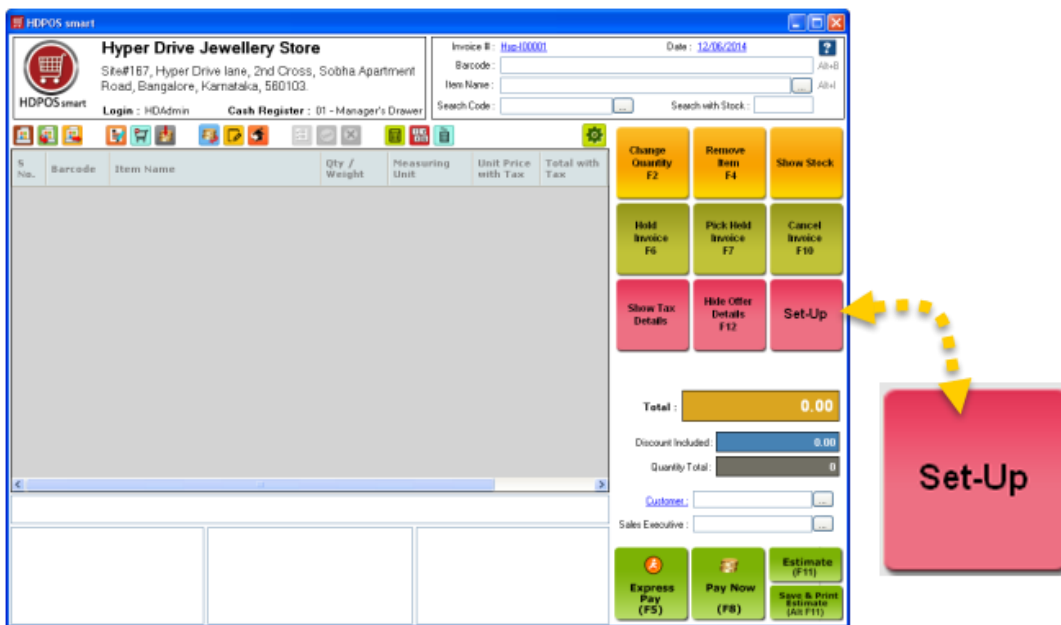 HDPOS smart
Hyper Drive Jewellery Store
Site#167, Hyper Drive lane, 2nd Cross, Sobha Apartment
Road, Bangalore, Karnataka, 560103.
HDPOS smart
Login : HDAdmin Cash Register : 01 - Manager's Drawer
Invoice # : Hsp-I00001 Date : 12/06/2014 ?
Barcode : Alt+B
Item Name : ... Alt+I
Search Code : ... Search with Stock :
S No. Barcode Item Name Qty / Weight Measuring Unit Unit Price with Tax Total with Tax
Change
Quantity
F2
Remove
Item
F4
Show Stock
Hold
Invoice
F6
Pick Held
Invoice
F7
Cancel
Invoice
F10
Show Tax
Details
Hide Offer
Details
F12
Set-Up
Total : 0.00
Discount Included : 0.00
Quantity Total : 0
Customer : ...
Sales Executive : ...
Express
Pay
(F5)
Pay Now
(F8)
Estimate
(F11)
Save & Print
Estimate
(Alt F11)
Set-Up